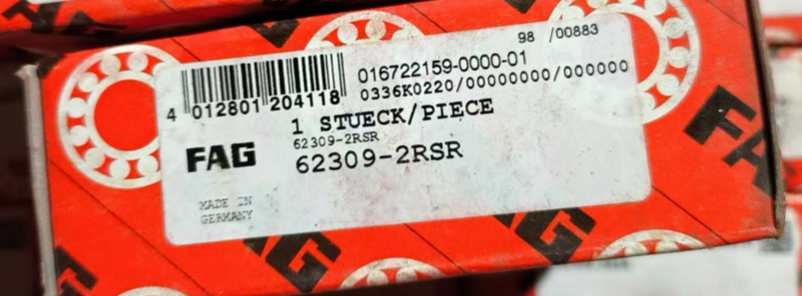 98 /00883
016722159-0000-01
0336K0220/00000000/000000
4 012801 204118
1 STUECK/PIECE
62309-2RSR
FAG 62309-2RSR
MADE IN
GERMANY
FAG
FAG